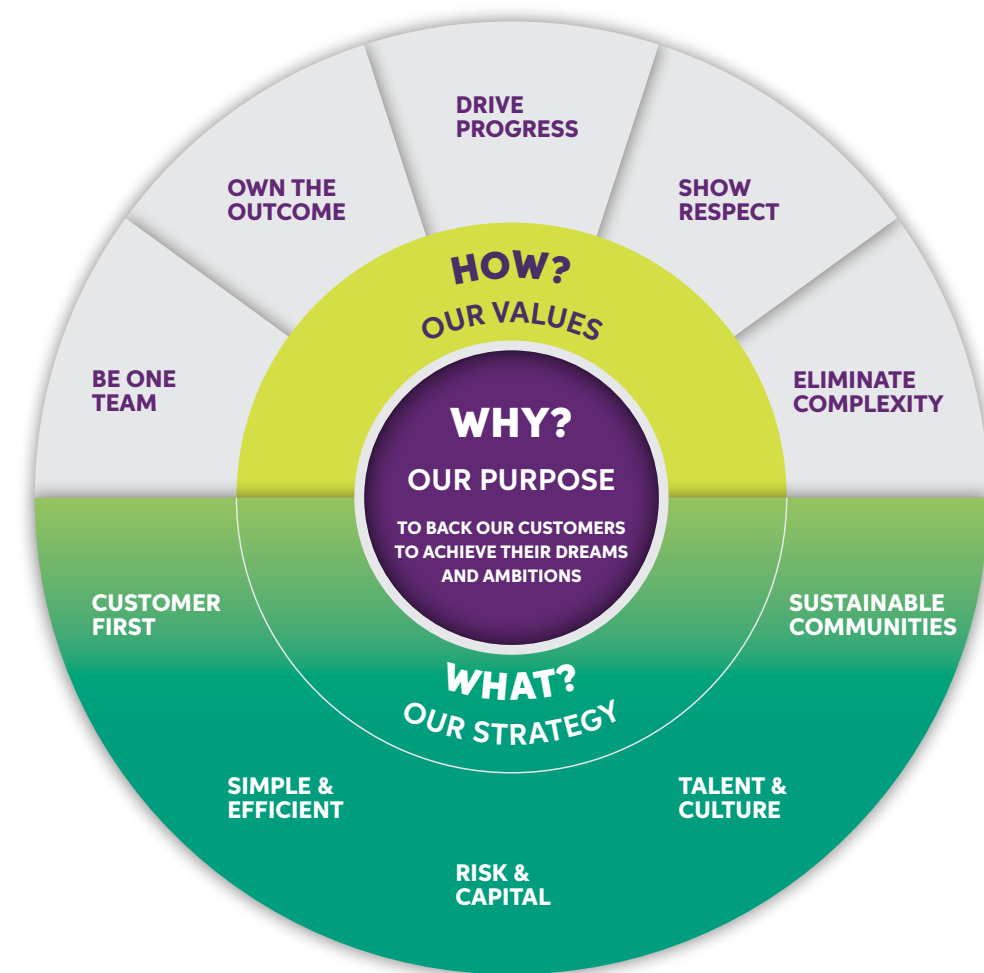 DRIVE
PROGRESS
OWN THE
OUTCOME
SHOW
RESPECT
BE ONE
TEAM
ELIMINATE
COMPLEXITY
HOW?
OUR VALUES
WHY?
OUR PURPOSE
TO BACK OUR CUSTOMERS
TO ACHIEVE THEIR DREAMS
AND AMBITIONS
WHAT?
OUR STRATEGY
CUSTOMER
FIRST
SUSTAINABLE
COMMUNITIES
SIMPLE &
EFFICIENT
TALENT &
CULTURE
RISK &
CAPITAL